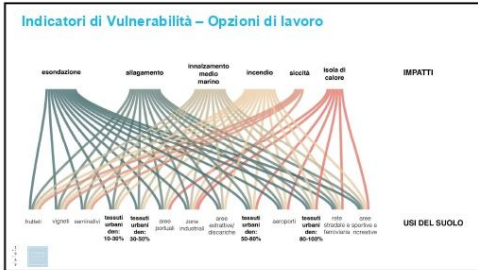 Indicatori di Vulnerabilità – Opzioni di lavoro
esondazione
allagamento
innalzamento
medio
marino
incendio
siccità
isola di
calore
IMPATTI
frutteti
vigneti
seminativi
tessuti
urbani
den:
10-30%
tessuti
urbani
den:
30-50%
aree
portuali
zone
industriali
aree
estrattive/
discariche
tessuti
urbani
den:
50-80%
aeroporti
tessuti
urbani
den:
80-100%
rete
stradale e
ferroviaria
aree
sportive e
ricreative
USI DEL SUOLO